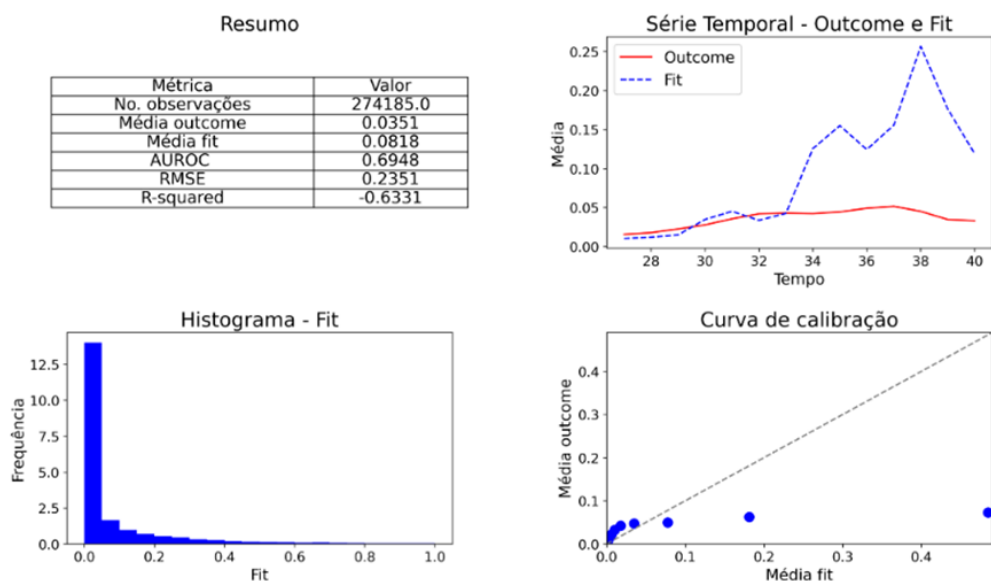 Resumo
Métrica Valor
No. observações 274185.0
Média outcome 0.0351
Média fit 0.0818
AUROC 0.6948
RMSE 0.2351
R-squared -0.6331
Série Temporal - Outcome e Fit
Outcome
Fit
0.25
0.20
0.15
0.10
0.05
0.00
Média
28 30 32 34 36 38 40
Tempo
Histograma - Fit
12.5
10.0
7.5
5.0
2.5
0.0
Frequência
0.0 0.2 0.4 0.6 0.8 1.0
Fit
Curva de calibração
0.4
0.3
0.2
0.1
0.0
Média outcome
0.0 0.1 0.2 0.3 0.4
Média fit